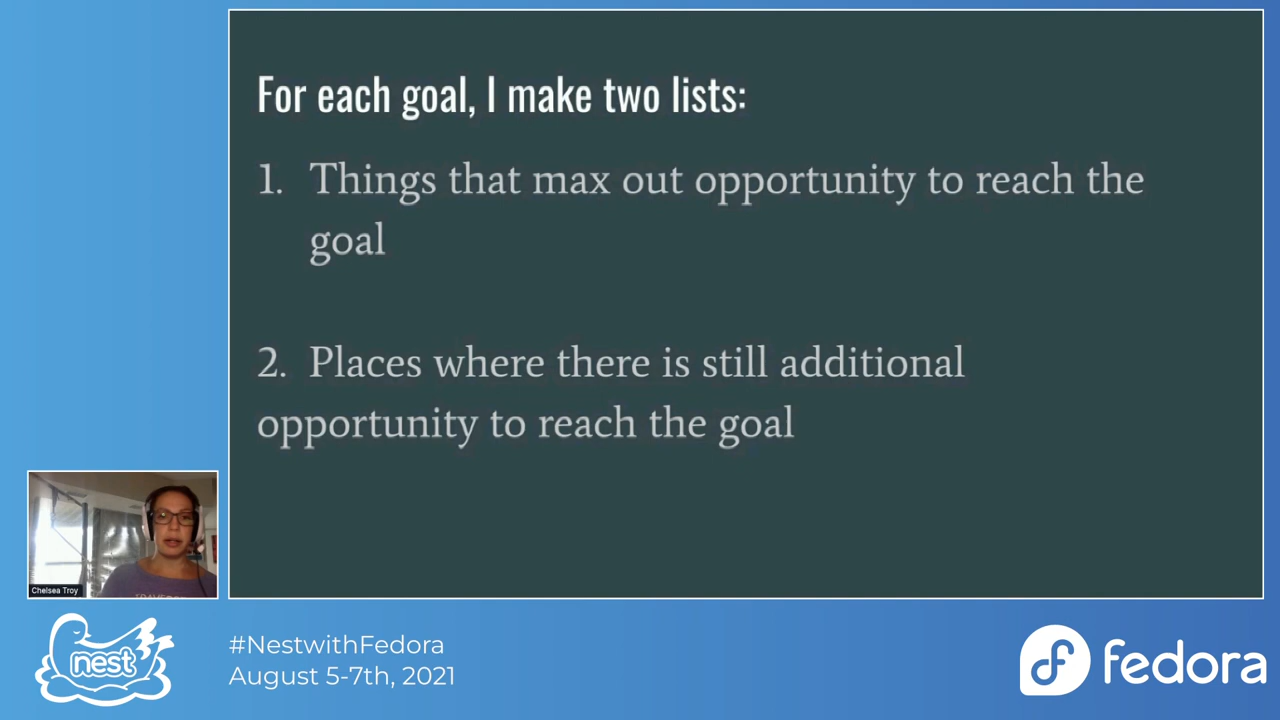 For each goal, I make two lists:
1. Things that max out opportunity to reach the
goal
2. Places where there is still additional
opportunity to reach the goal
Chelsea Troy
nest
#NestwithFedora
August 5-7th, 2021
fedora